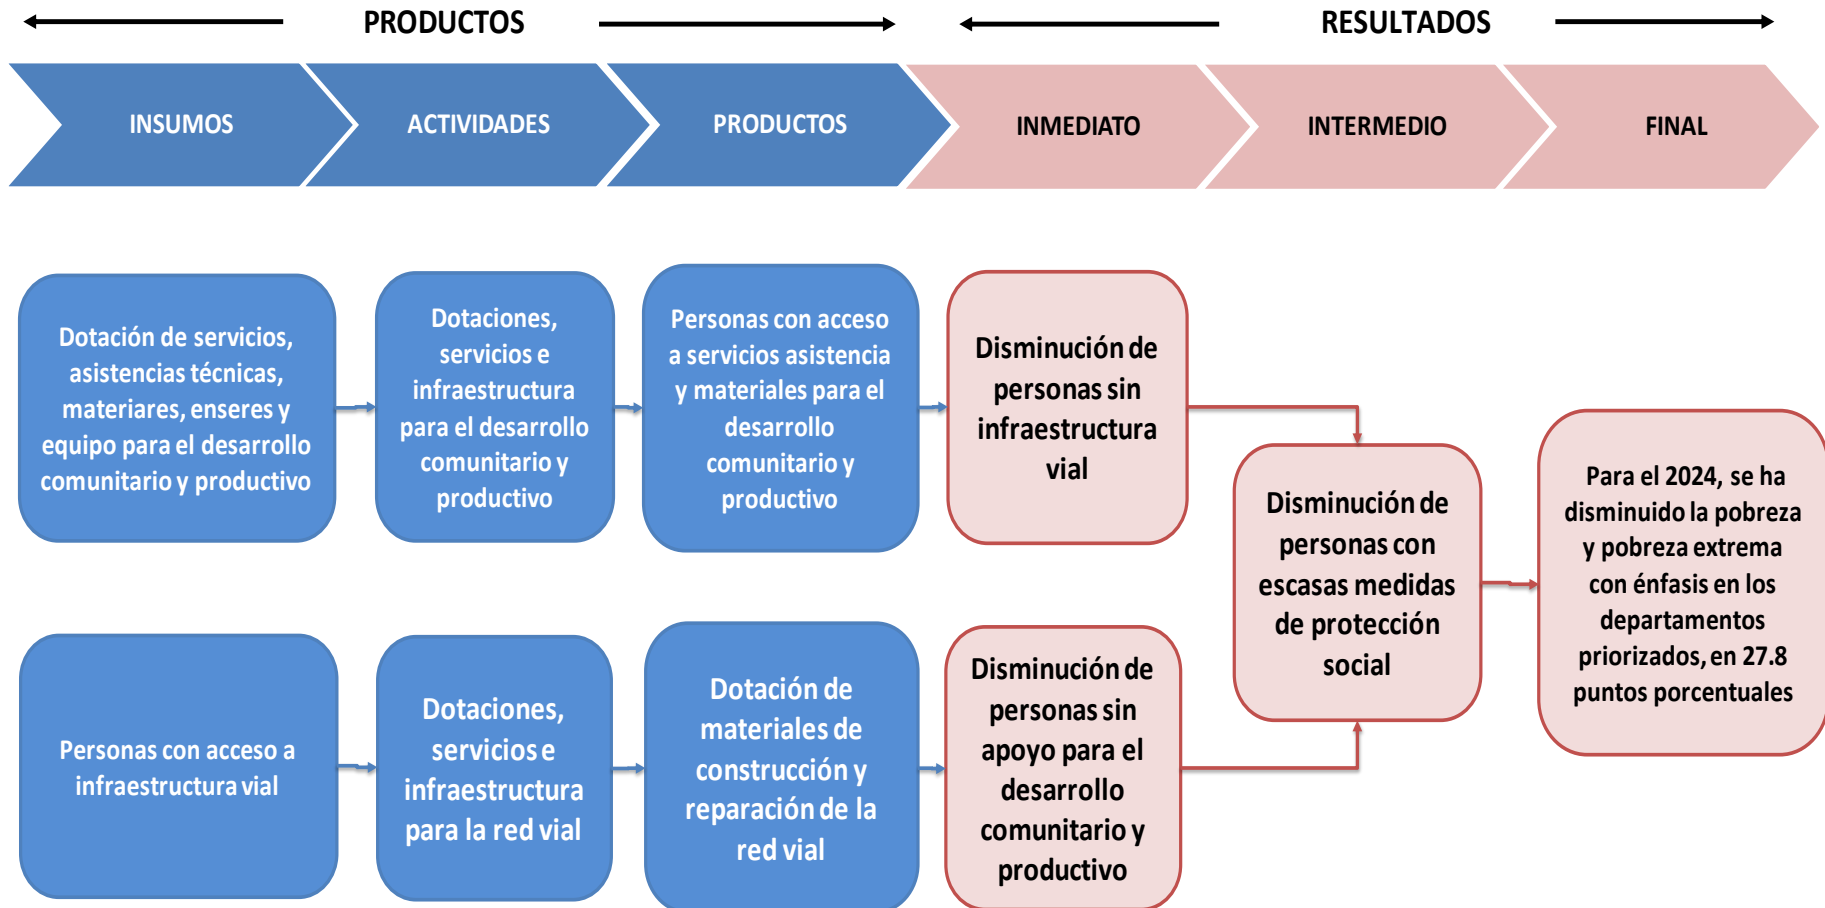 PRODUCTOS
RESULTADOS
INSUMOS
ACTIVIDADES
PRODUCTOS
INMEDIATO
INTERMEDIO
FINAL
Dotación de servicios,
asistencias técnicas,
materiares, enseres y
equipo para el desarrollo
comunitario y productivo
Dotaciones,
servicios e
infraestructura
para el desarrollo
comunitario y
productivo
Personas con acceso
a servicios asistencia
y materiales para el
desarrollo
comunitario y
productivo
Disminución de
personas sin
infraestructura
vial
Disminución de
personas con
escasas medidas
de protección
social
Para el 2024, se ha
disminuido la pobreza
y pobreza extrema
con énfasis en los
departamentos
priorizados, en 27.8
puntos porcentuales
Personas con acceso a
infraestructura vial
Dotaciones,
servicios e
infraestructura
para la red vial
Dotación de
materiales de
construcción y
reparación de la
red vial
Disminución de
personas sin
apoyo para el
desarrollo
comunitario y
productivo